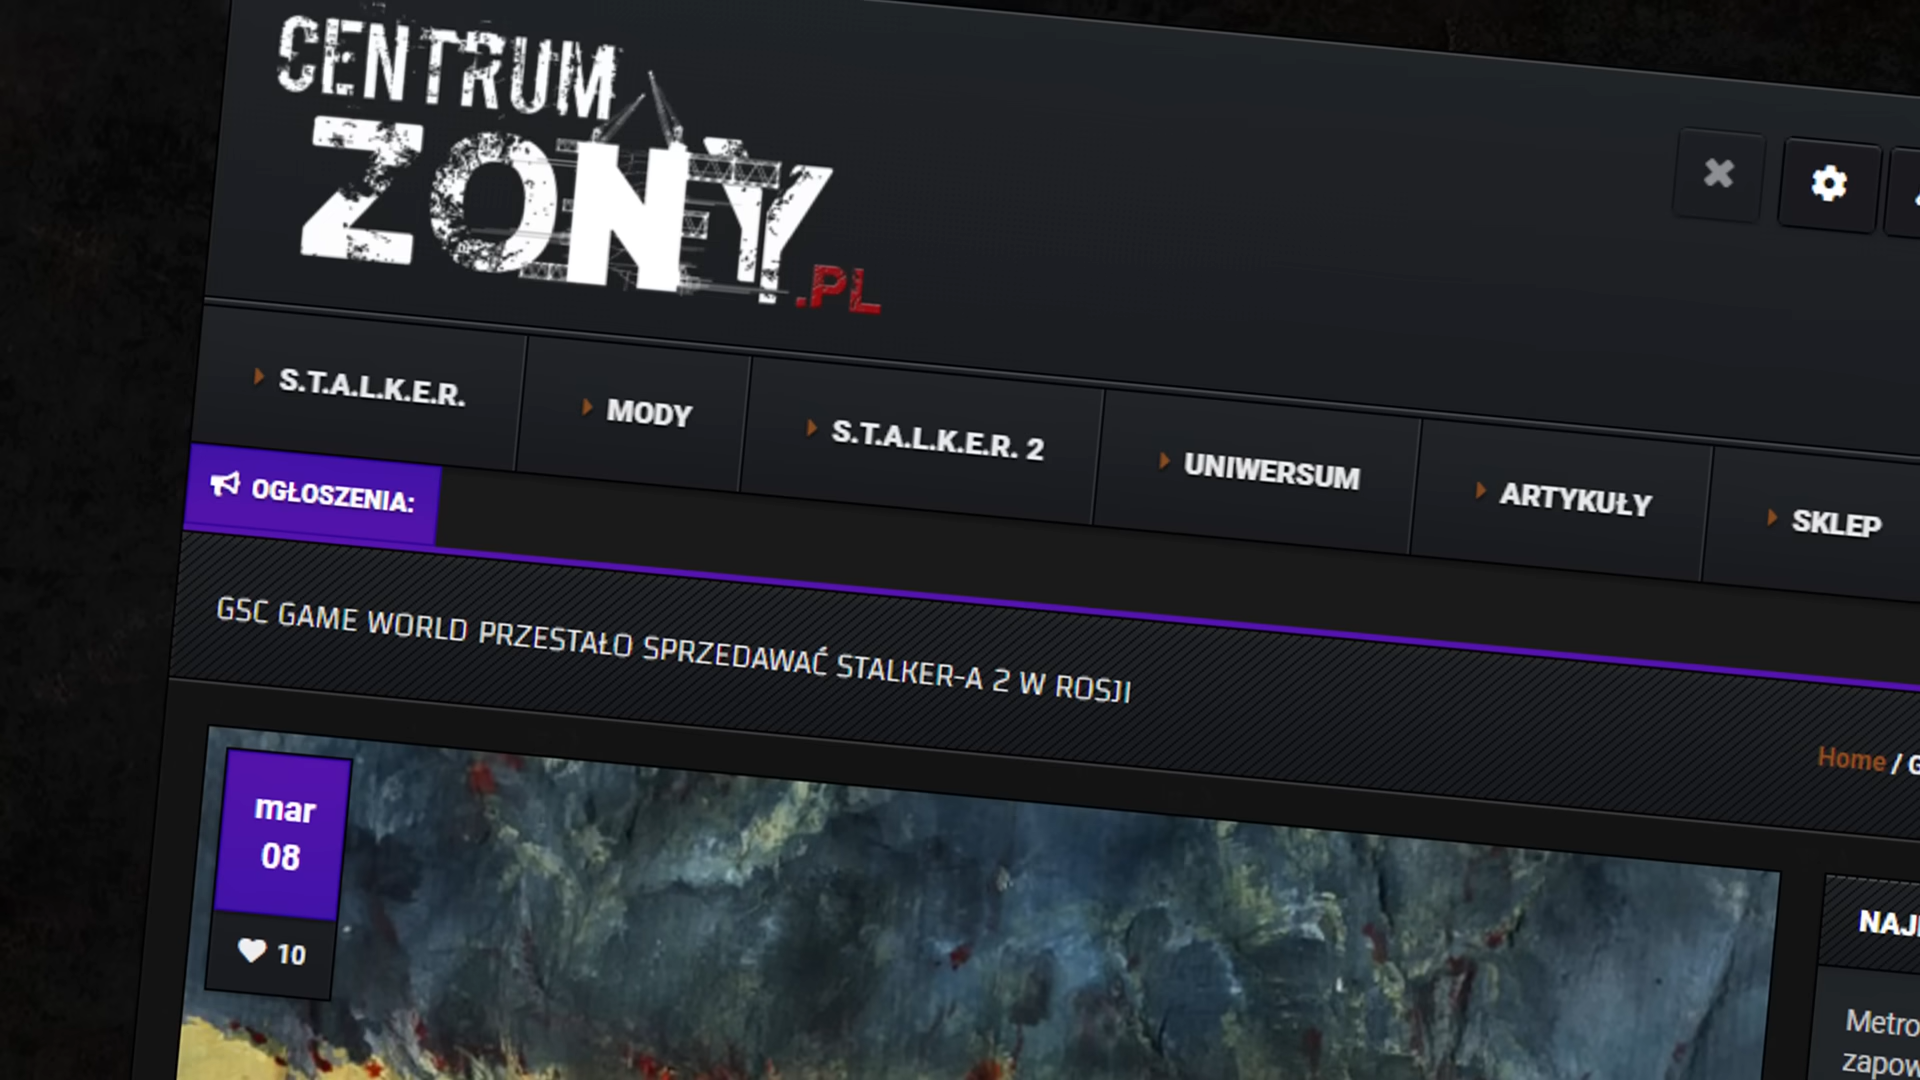 CENTRUM
ZONY.PL
S.T.A.L.K.E.R.
MODY
S.T.A.L.K.E.R. 2
UNIWERSUM
ARTYKUŁY
SKLEP
OGŁOSZENIA:
GSC GAME WORLD PRZESTAŁO SPRZEDAWAĆ STALKER-A 2 W ROSJI
Home /
mar
08
10
Metro